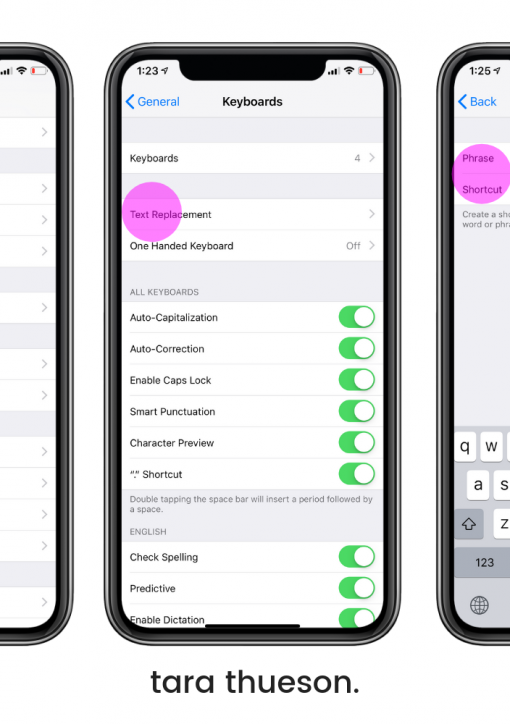 1:23
General
Keyboards
Keyboards 4
Text Replacement
One Handed Keyboard Off
ALL KEYBOARDS
Auto-Capitalization
Auto-Correction
Enable Caps Lock
Smart Punctuation
Character Preview
“.” Shortcut
Double tapping the space bar will insert a period followed by
a space.
ENGLISH
Check Spelling
Predictive
Enable Dictation
1:25
Back
Phrase
Shortcut
Create a sho
word or phra
q w
a s
z
123
tara thueson.